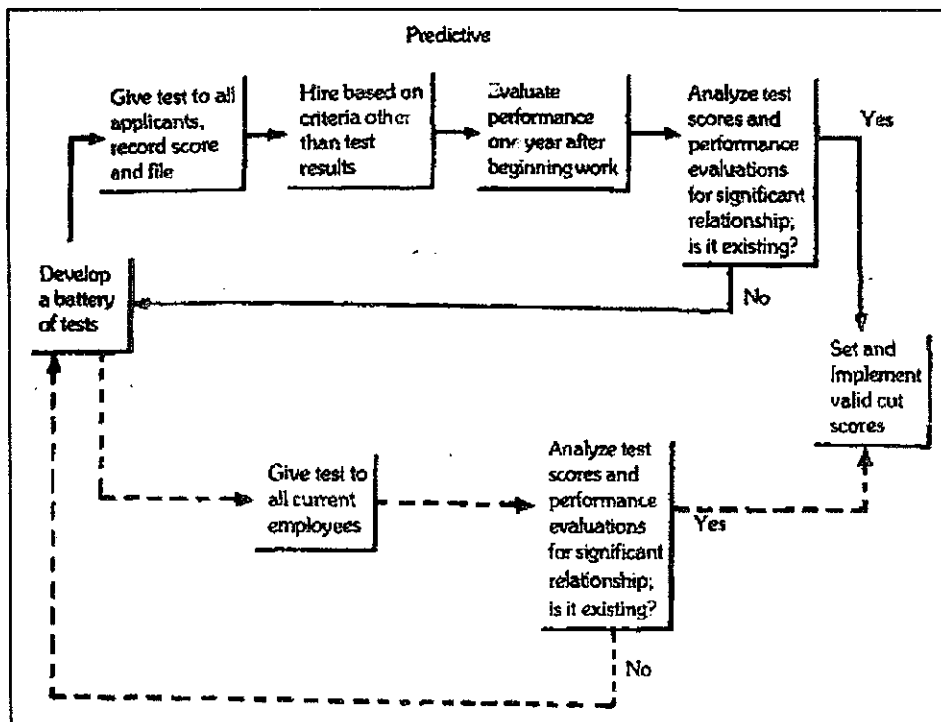 Predictive
Give test to all
applicants,
record score
and file
Hire based on
criteria other
than test
results
Evaluate
performance
one year after
beginning work
Analyze test
scores and
performance
evaluations
for significant
relationship;
is it existing?
Yes
No
Develop
a battery
of tests
Set and
Implement
valid cut
scores
Give test to
all current
employees
Analyze test
scores and
performance
evaluations
for significant
relationship;
is it existing?
Yes
No